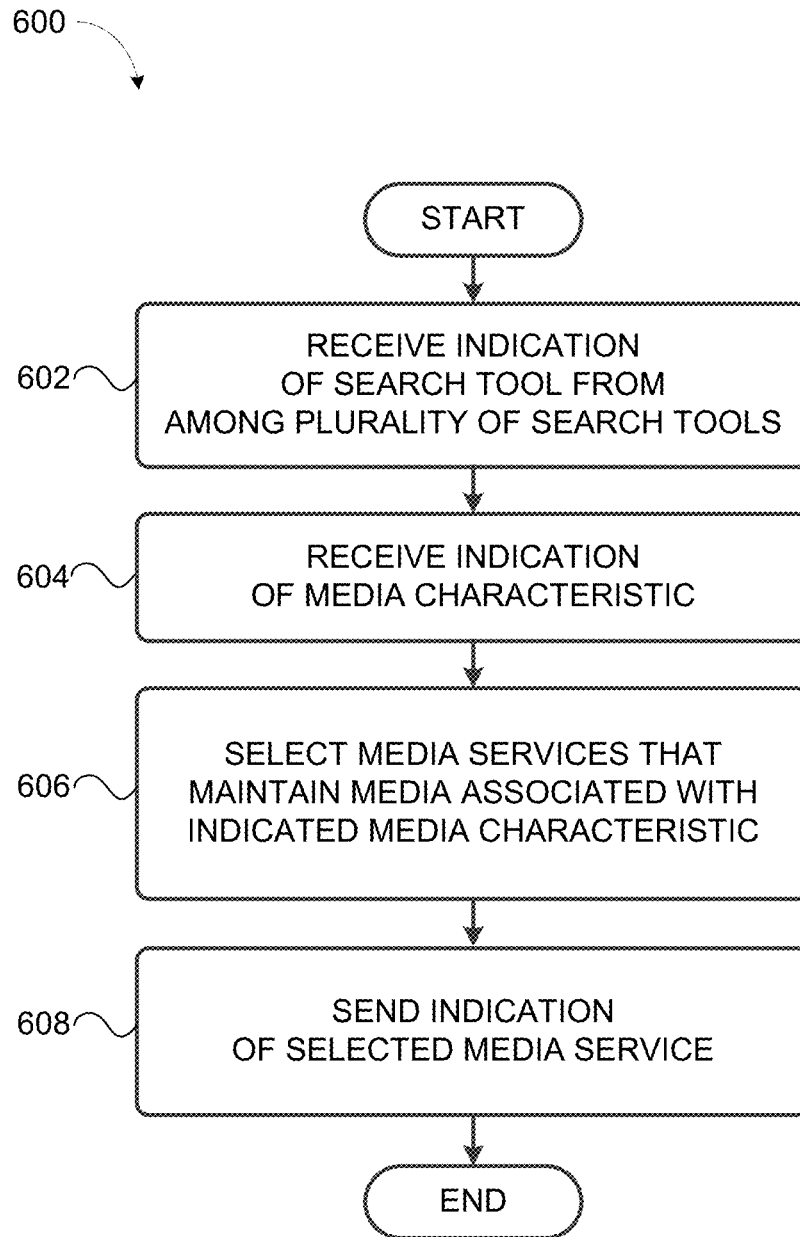 600
START
602
RECEIVE INDICATION
OF SEARCH TOOL FROM
AMONG PLURALITY OF SEARCH TOOLS
604
RECEIVE INDICATION
OF MEDIA CHARACTERISTIC
606
SELECT MEDIA SERVICES THAT
MAINTAIN MEDIA ASSOCIATED WITH
INDICATED MEDIA CHARACTERISTIC
608
SEND INDICATION
OF SELECTED MEDIA SERVICE
END